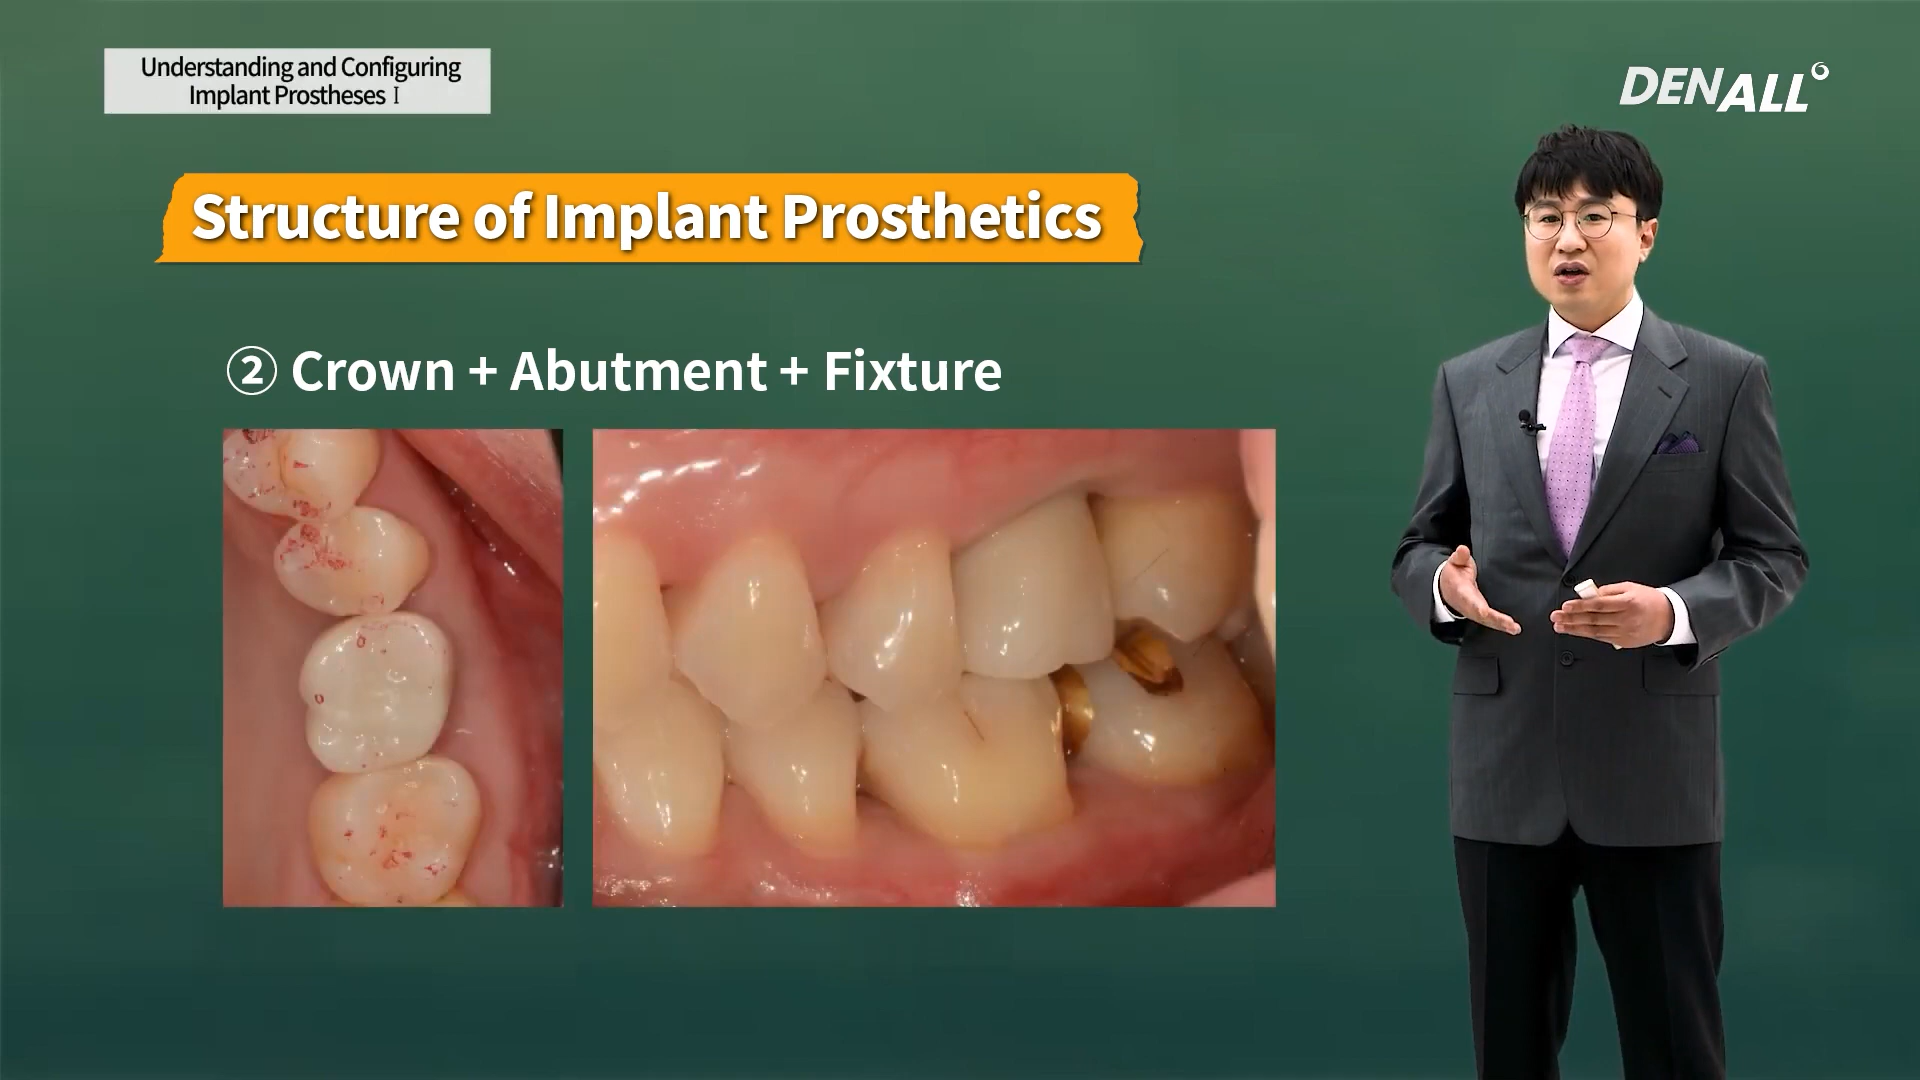 Understanding and Configuring
Implant Prostheses Ⅰ
DENALL
Structure of Implant Prosthetics
② Crown + Abutment + Fixture